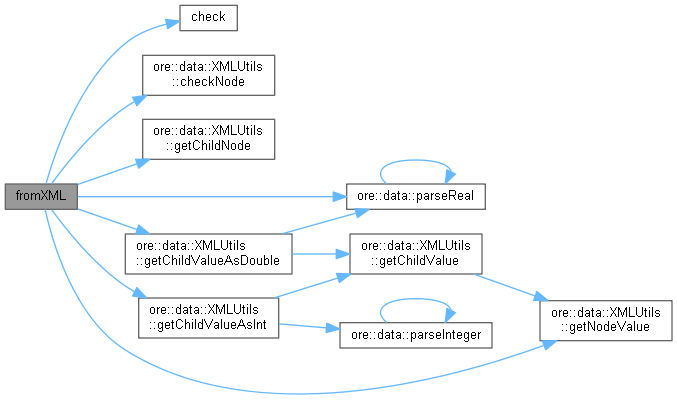 check
ore::data::XMLUtils
::checkNode
ore::data::XMLUtils
::getChildNode
fromXML
ore::data::parseReal
ore::data::XMLUtils
::getChildValueAsDouble
ore::data::XMLUtils
::getChildValue
ore::data::XMLUtils
::getChildValueAsInt
ore::data::parseInteger
ore::data::XMLUtils
::getNodeValue